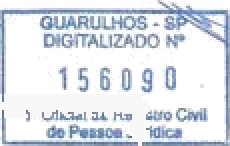 GUARULHOS - SP
DIGITALIZADO Nº
156090
Civil
de Pessoa